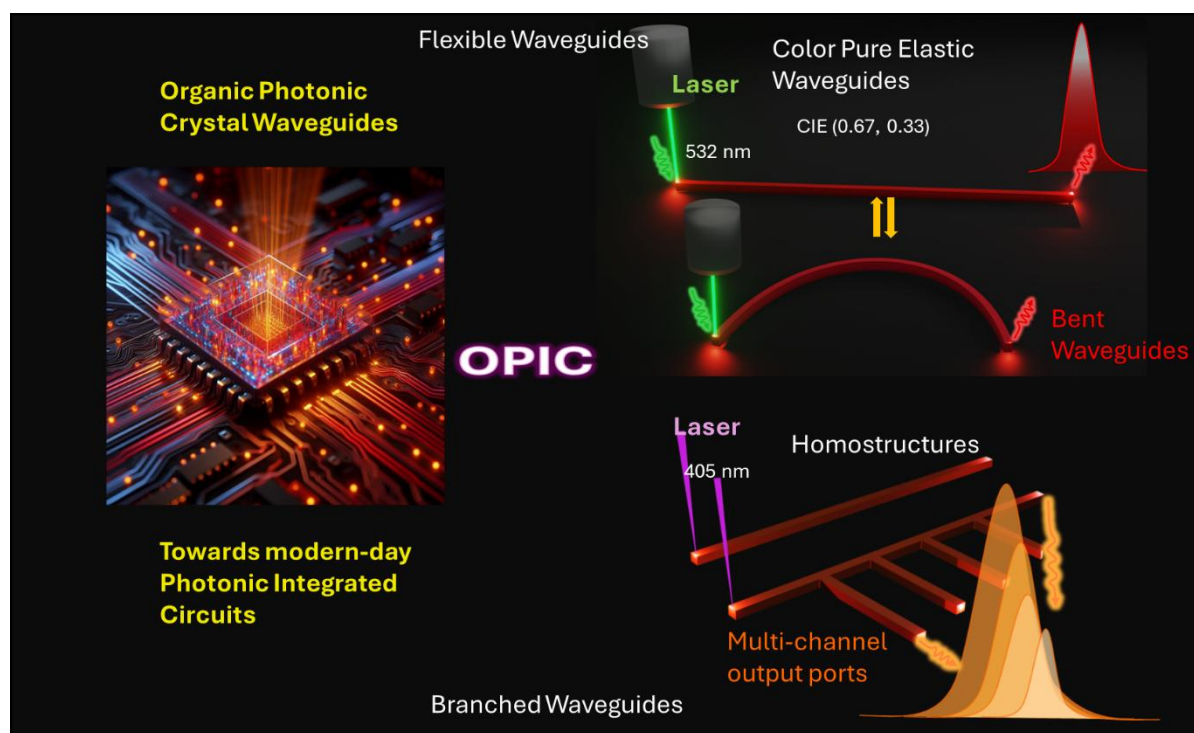 Flexible Waveguides
Organic Photonic
Crystal Waveguides
Color Pure Elastic
Waveguides
CIE (0.67, 0.33)
Laser
532 nm
Bent
Waveguides
OPIC
Laser
405 nm
Homostructures
Towards modern-day
Photonic Integrated
Circuits
Multi-channel
output ports
Branched Waveguides